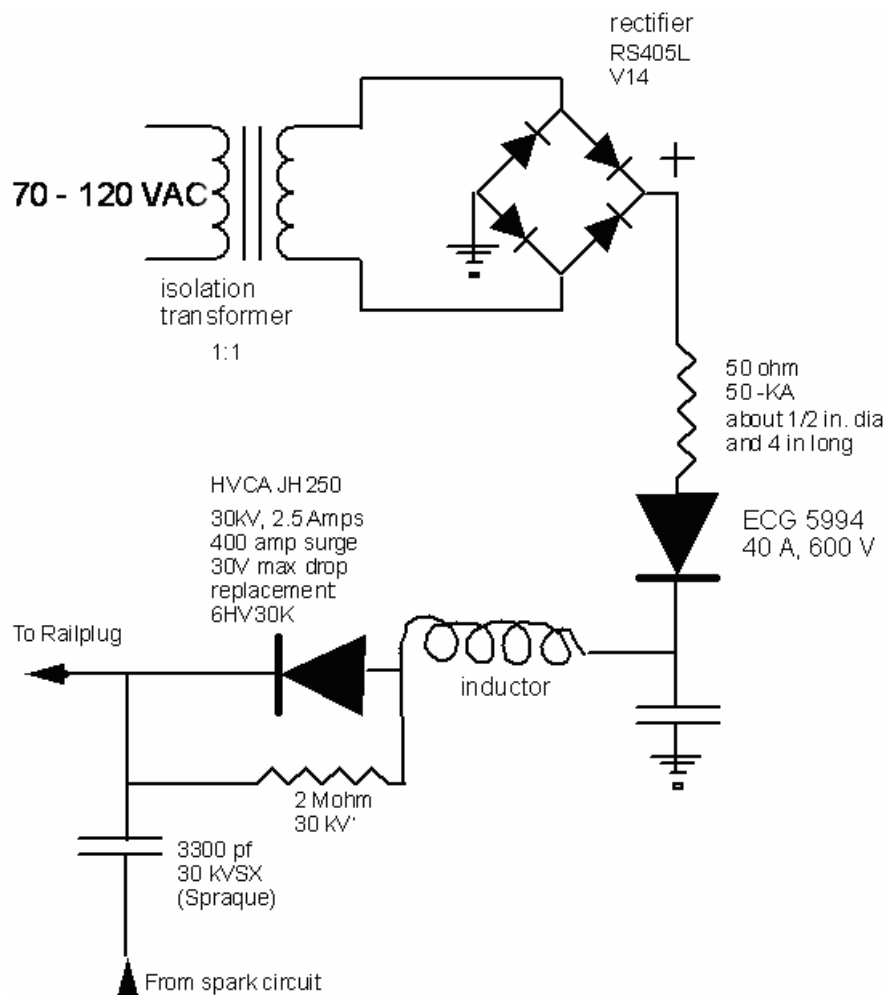 rectifier
RS405L
V14
+
70 - 120 VAC
isolation
transformer
1:1
50 ohm
50 -KA
about 1/2 in. dia
and 4 in long
HVCA JH250
30kV, 2.5 Amps
400 amp surge
30V max drop
replacement
6HV30K
ECG 5994
40 A, 600 V
To Railplug
inductor
2 Mohm
30 kV'
3300 pf
30 kVSX
(Spraque)
From spark circuit